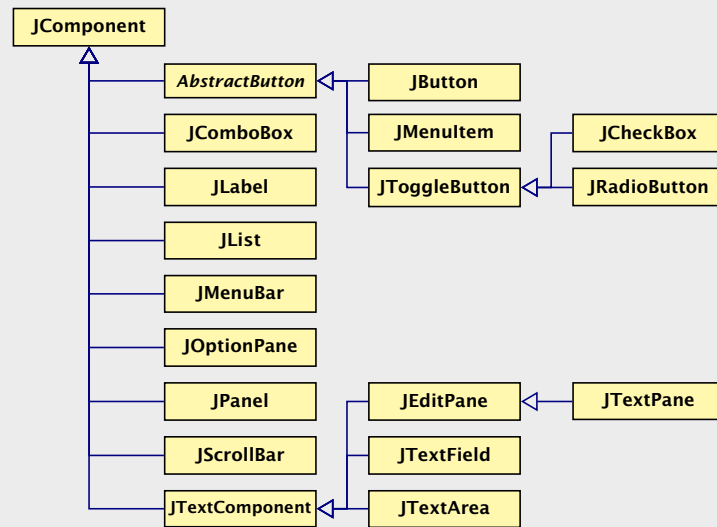 JComponent
AbstractButton
JButton
JComboBox
JMenuItem
JCheckBox
JLabel
JToggleButton
JRadioButton
JList
JMenuBar
JOptionPane
JPanel
JEditPane
JTextPane
JScrollBar
JTextField
JTextComponent
JTextArea